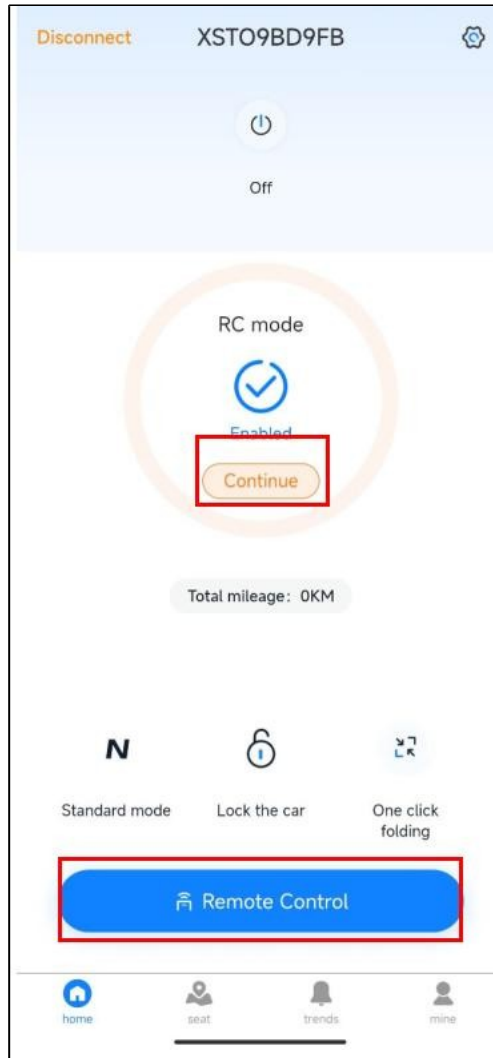 Disconnect XSTO9BD9FB
Off
RC mode
Enabled
Continue
Total mileage: 0KM
N
Standard mode Lock the car One click
folding
Remote Control
home seat trends mine